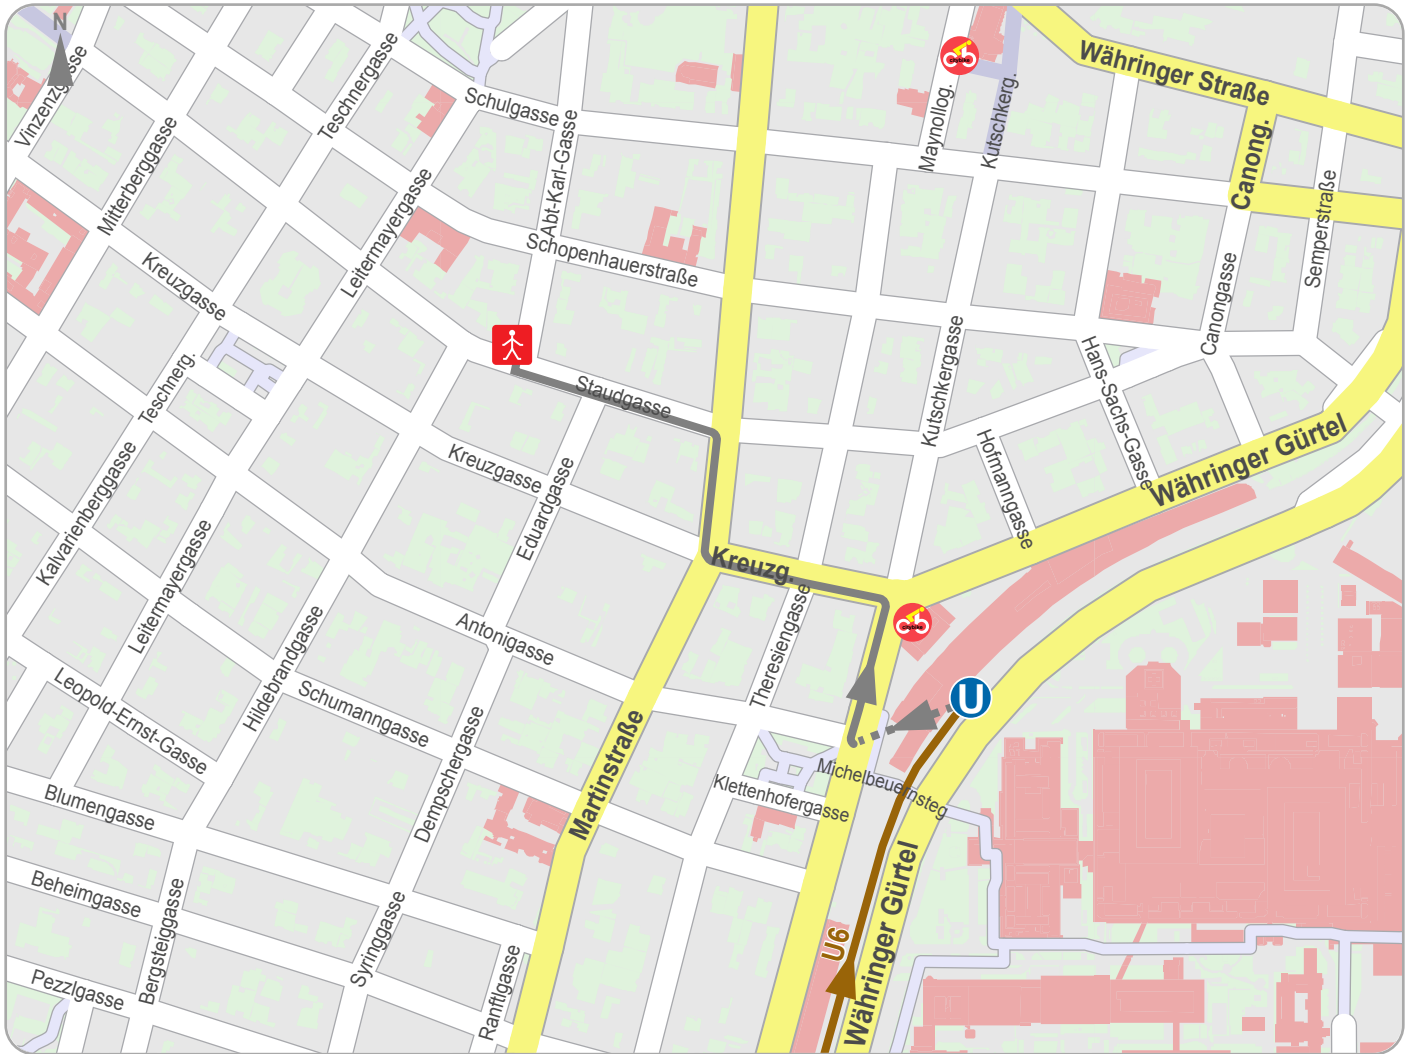 N
Vinzenzgasse
Mitterberggasse
Teschnergasse
Schulgasse
Abt-Karl-Gasse
Leitermayergasse
Kreuzgasse
Schopenhauerstraße
Maynollog.
Kutschkerg.
citybike
Währinger Straße
Canong.
Semperstraße
Canongasse
Hans-Sachs-Gasse
Kutschkergasse
Hofmanngasse
Währinger Gürtel
Staudgasse
Teschnerg.
Kalvarienberggasse
Leitermayergasse
Kreuzgasse
Eduardgasse
Kreuzg.
Theresiengasse
citybike
U
Hildebrandgasse
Antonigasse
Leopold-Ernst-Gasse
Schumanngasse
Dempschergasse
Martinstraße
Michelbeuernsteg
Klettenhofergasse
Blumengasse
Beheimgasse
Pezzlgasse
Bergsteiggasse
Syringgasse
Ranftlgasse
U6
Währinger Gürtel